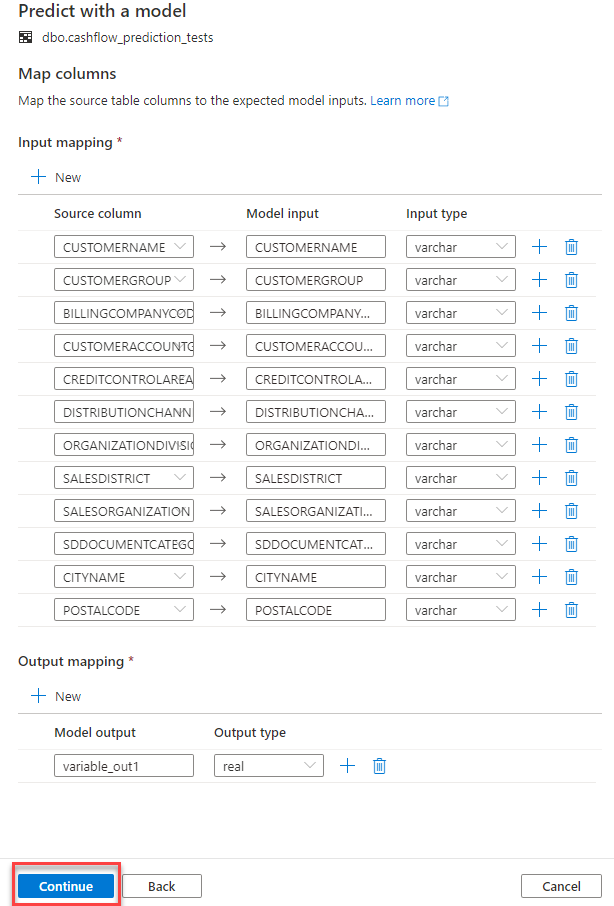 Predict with a model
dbo.cashflow_prediction_tests
Map columns
Map the source table columns to the expected model inputs. Learn more
Input mapping *
New
Source column Model input Input type
CUSTOMERNAME CUSTOMERNAME varchar
CUSTOMERGROUP CUSTOMERGROUP varchar
BILLINGCOMPANYCOD BILLINGCOMPANY... varchar
CUSTOMERACCOUNTG CUSTOMERACCOU... varchar
CREDITCONTROLAREA CREDITCONTROLA... varchar
DISTRIBUTIONCHANN DISTRIBUTIONCHA... varchar
ORGANIZATIONDIVISIO ORGANIZATIONDI... varchar
SALESDISTRICT SALESDISTRICT varchar
SALESORGANIZATION SALESORGANIZATI... varchar
SDDOCUMENTCATEGO SDDOCUMENTCAT... varchar
CITYNAME CITYNAME varchar
POSTALCODE POSTALCODE varchar
Output mapping *
New
Model output Output type
variable_out1 real
Continue Back Cancel